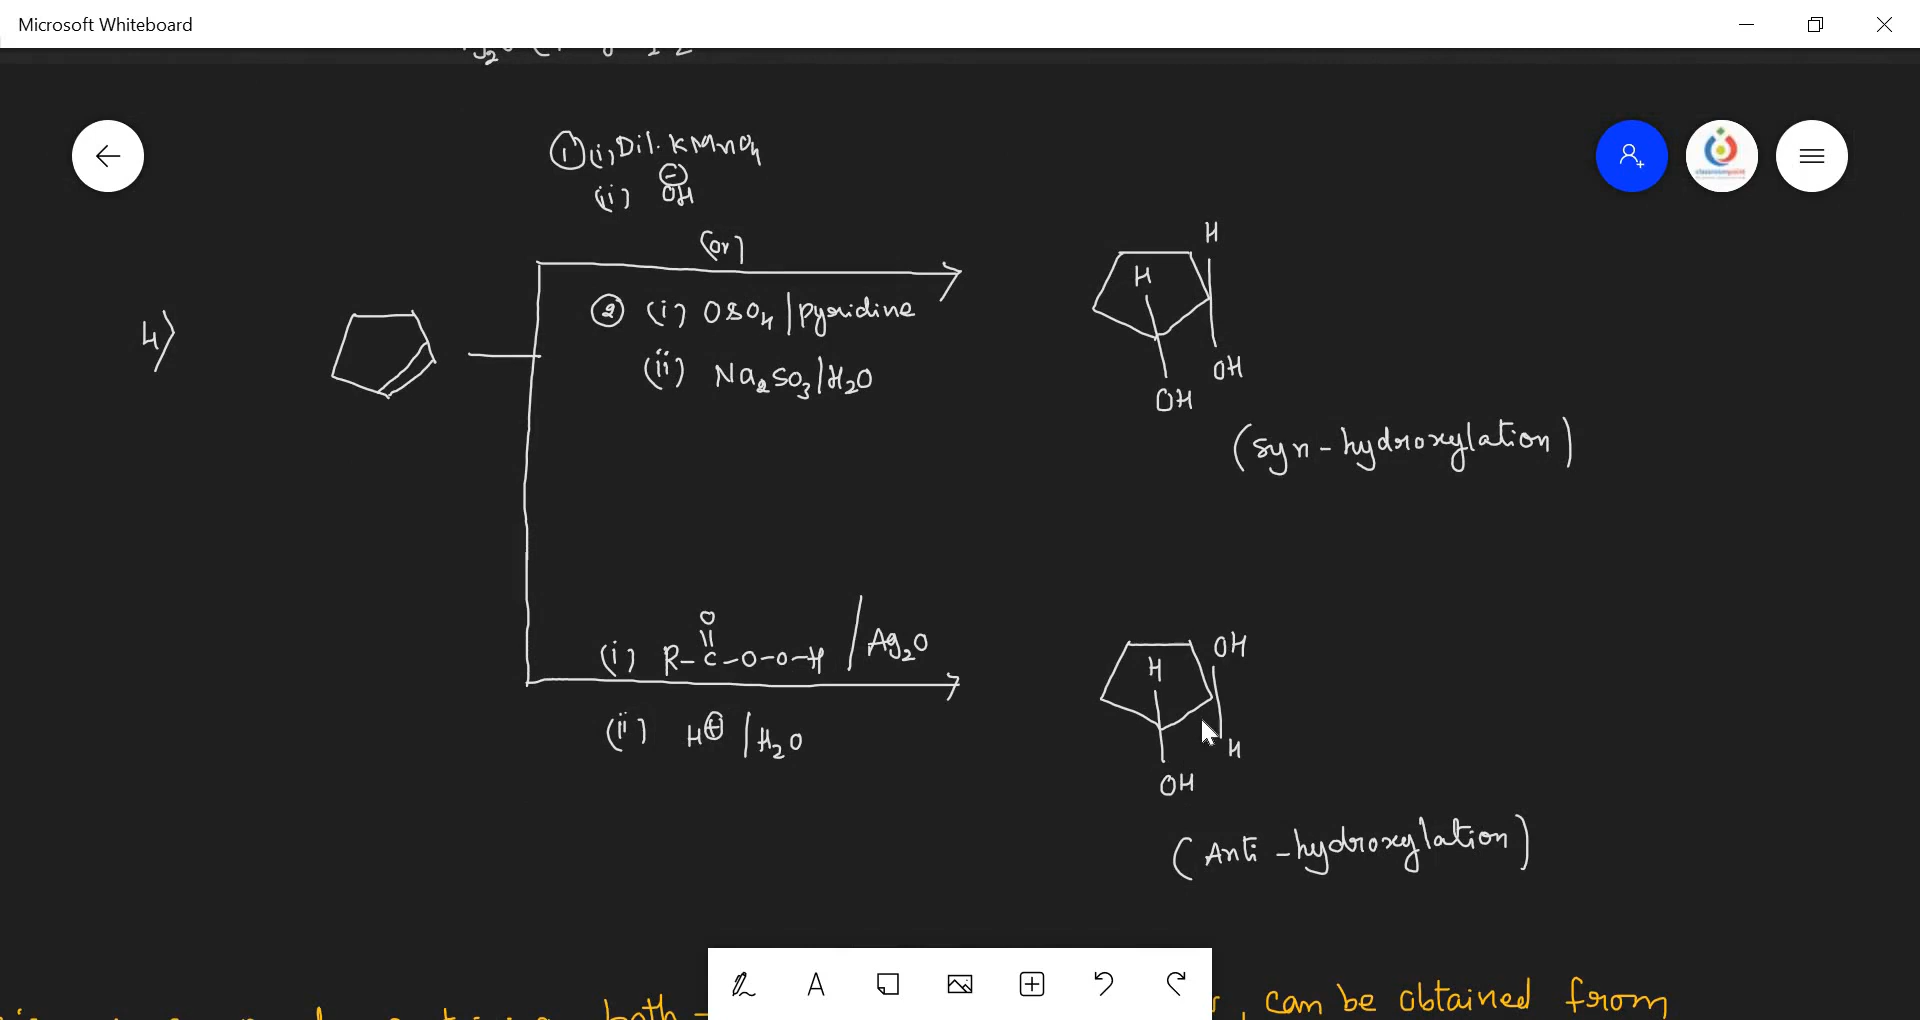 Microsoft Whiteboard
① (i) Dil. KMnO4
(ii) ⊖OH
(or)
4)
② (i) OsO4 | pyridine
(ii) Na2SO3 | H2O
H
H
OH
OH
(syn-hydroxylation)
(i) R-C-O-O-H / Ag2O
O
(ii) H⊕ | H2O
OH
H
H
OH
(Anti-hydroxylation)
both -
, can be obtained from